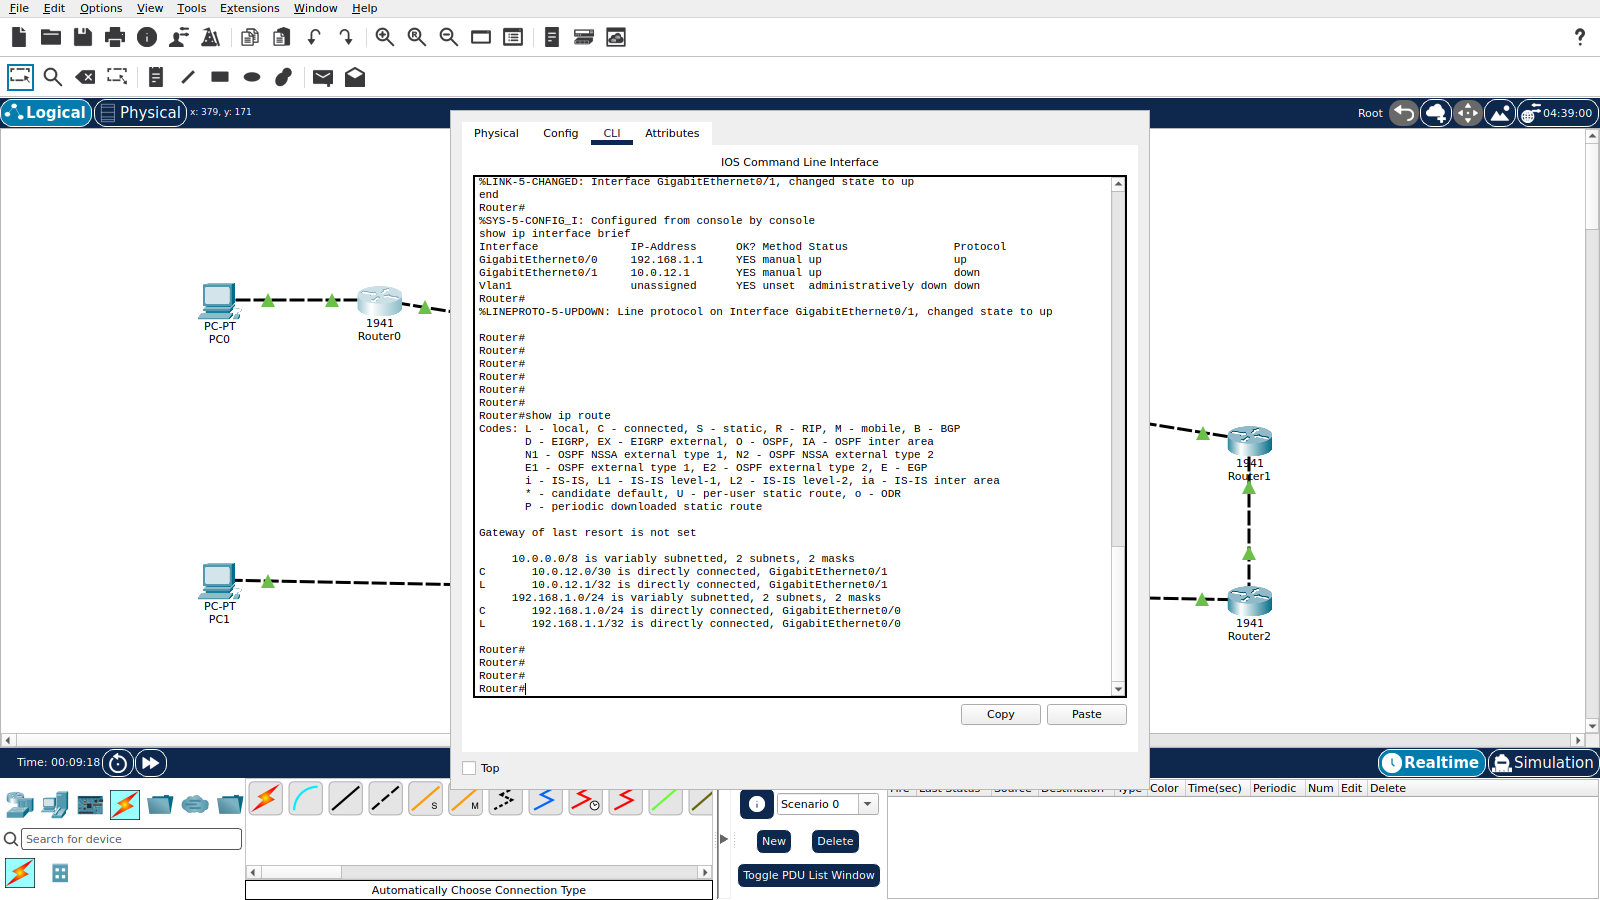 File Edit Options View Tools Extensions Window Help
Logical Physical x: 379, y: 171 Root 04:39:00
Physical Config CLI Attributes
IOS Command Line Interface
%LINK-5-CHANGED: Interface GigabitEthernet0/1, changed state to up
end
Router#
%SYS-5-CONFIG_I: Configured from console by console
show ip interface brief
Interface IP-Address OK? Method Status Protocol
GigabitEthernet0/0 192.168.1.1 YES manual up up
GigabitEthernet0/1 10.0.12.1 YES manual up down
Vlan1 unassigned YES unset administratively down down
Router#
%LINEPROTO-5-UPDOWN: Line protocol on Interface GigabitEthernet0/1, changed state to up
Router#
Router#
Router#
Router#
Router#
Router#
Router#show ip route
Codes: L - local, C - connected, S - static, R - RIP, M - mobile, B - BGP
D - EIGRP, EX - EIGRP external, O - OSPF, IA - OSPF inter area
N1 - OSPF NSSA external type 1, N2 - OSPF NSSA external type 2
E1 - OSPF external type 1, E2 - OSPF external type 2, E - EGP
i - IS-IS, L1 - IS-IS level-1, L2 - IS-IS level-2, ia - IS-IS inter area
* - candidate default, U - per-user static route, o - ODR
P - periodic downloaded static route
Gateway of last resort is not set
10.0.0.0/8 is variably subnetted, 2 subnets, 2 masks
C 10.0.12.0/30 is directly connected, GigabitEthernet0/1
L 10.0.12.1/32 is directly connected, GigabitEthernet0/1
192.168.1.0/24 is variably subnetted, 2 subnets, 2 masks
C 192.168.1.0/24 is directly connected, GigabitEthernet0/0
L 192.168.1.1/32 is directly connected, GigabitEthernet0/0
Router#
Router#
Router#
Router#
Copy Paste
Top
PC-PT
PC0
1941
Router0
PC-PT
PC1
1941
Router1
1941
Router2
Time: 00:09:18 Realtime Simulation
Search for device
S M
Automatically Choose Connection Type
Scenario 0
New Delete
Toggle PDU List Window
Fire Last Status Source Destination Type Color Time(sec) Periodic Num Edit Delete